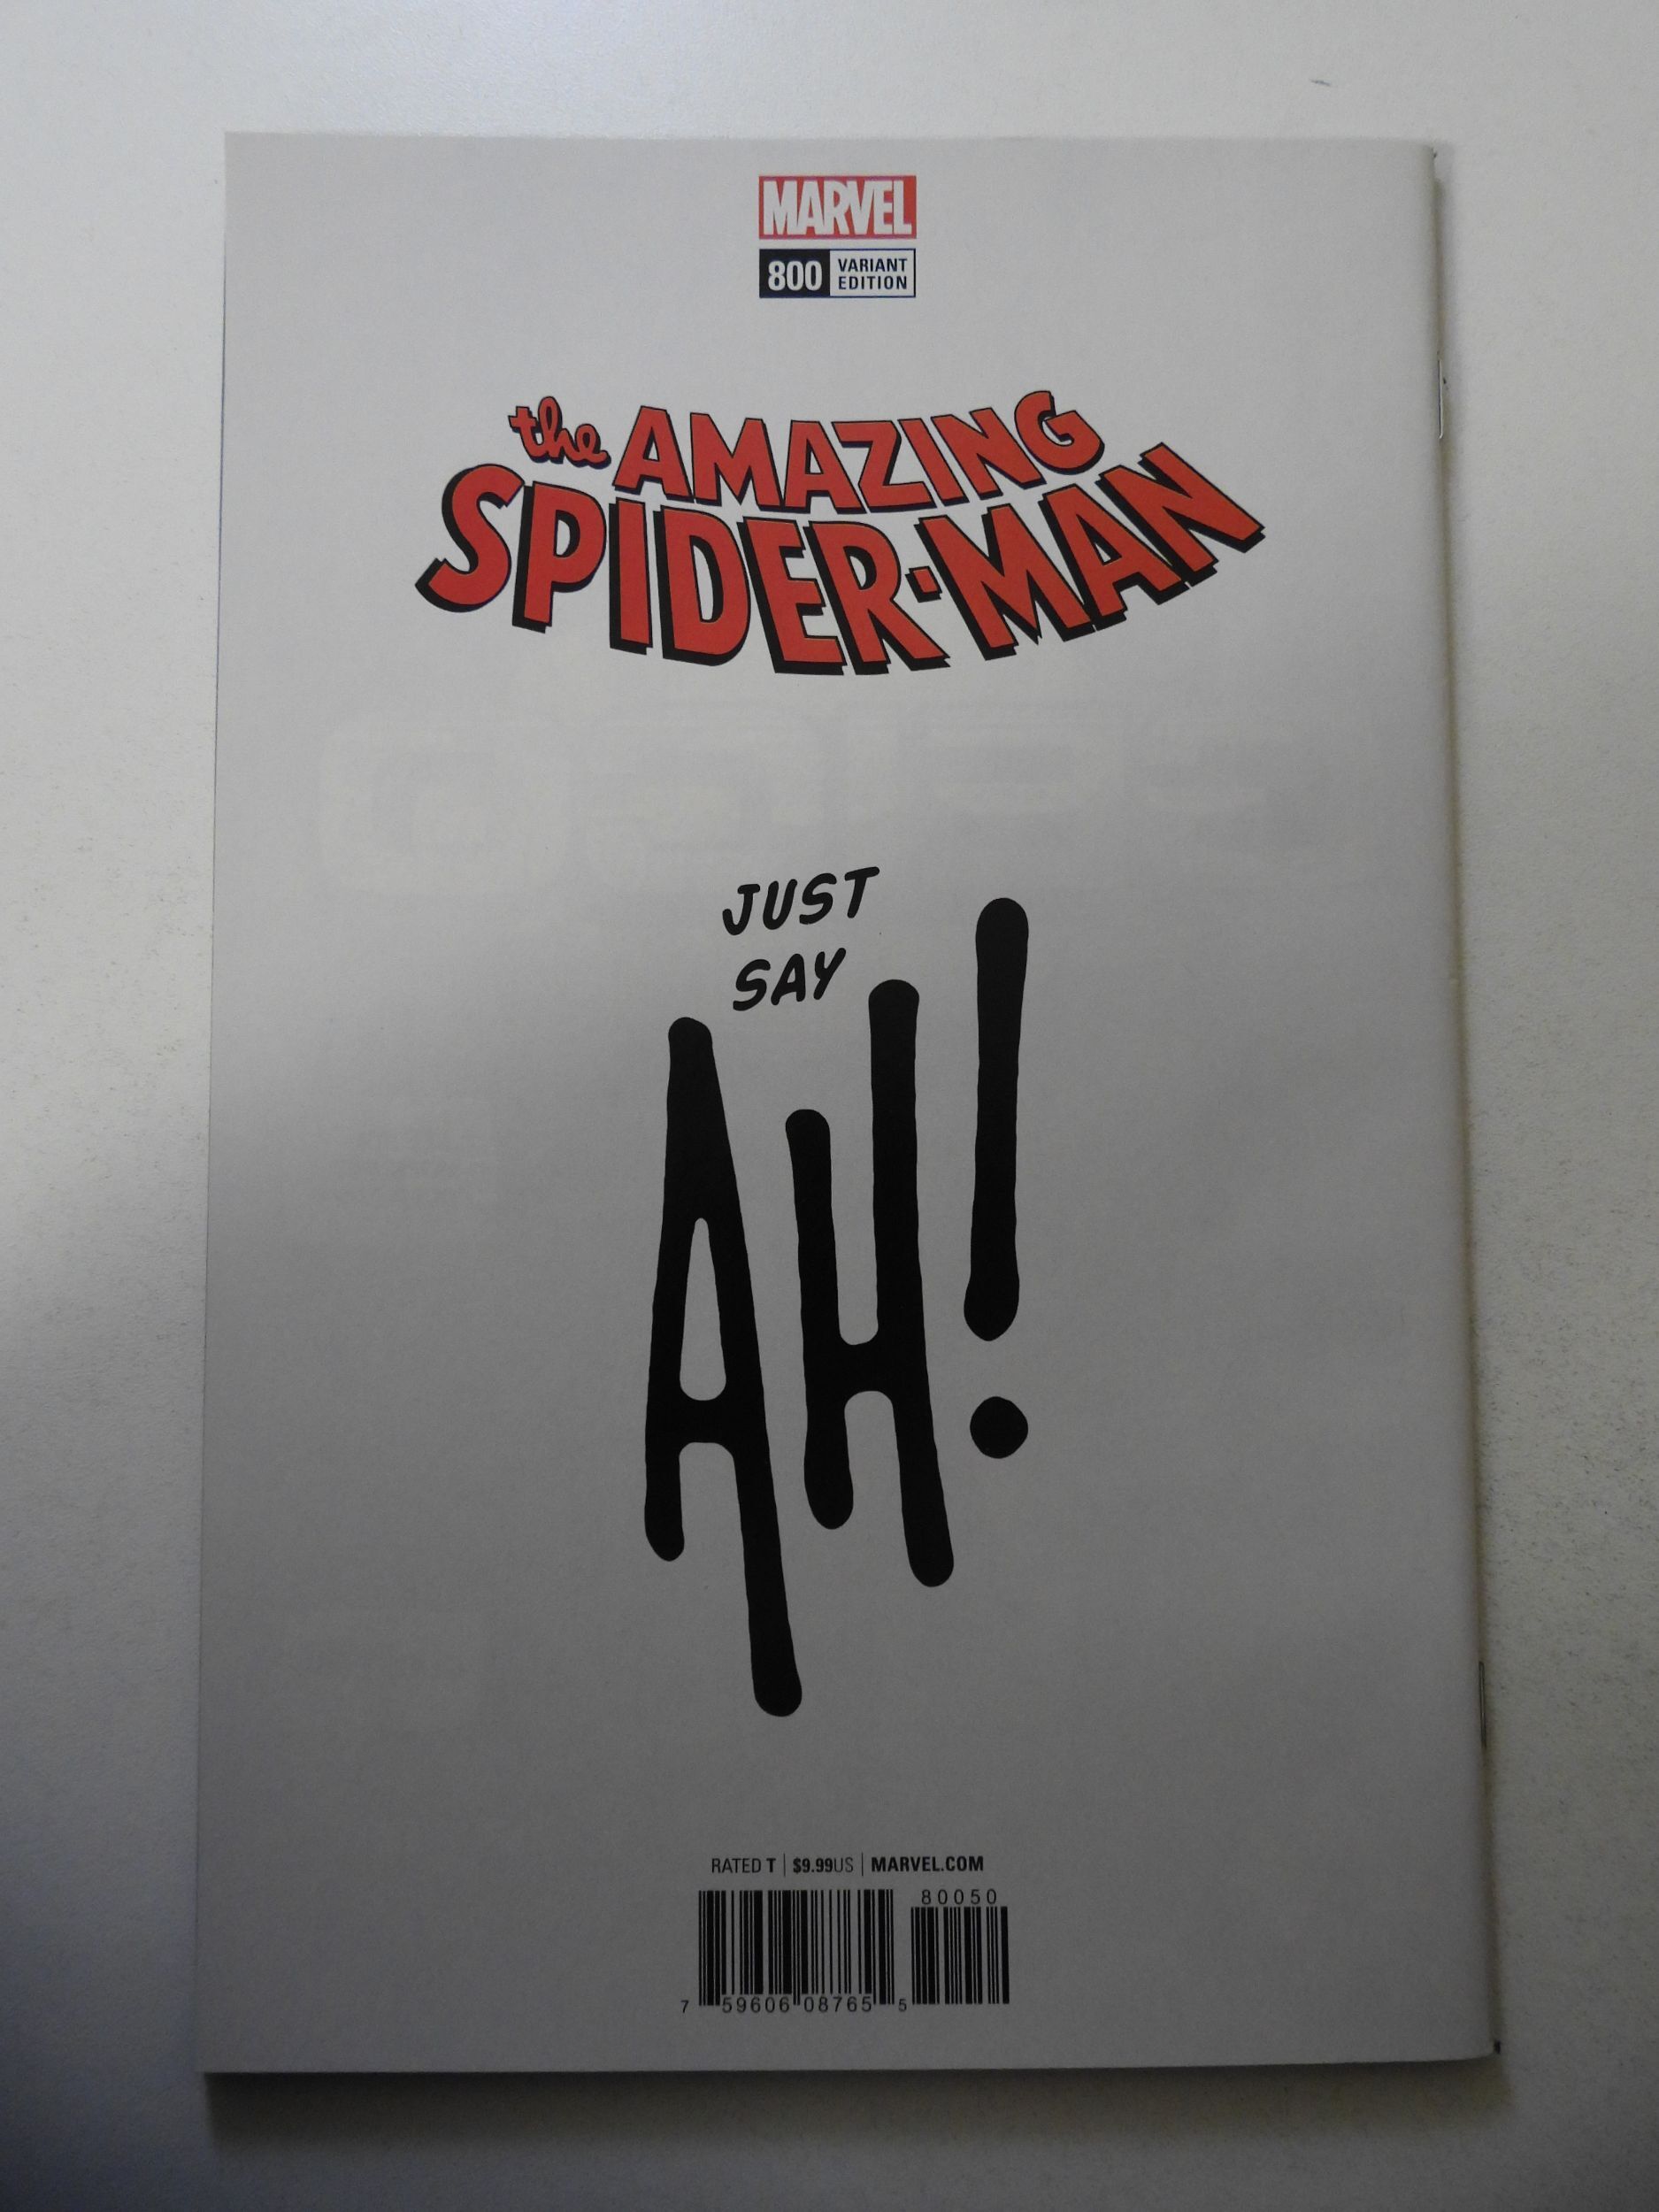 MARVEL
800 VARIANT EDITION
the AMAZING
SPIDER-MAN
JUST
SAY
AH!
RATED T | $9.99US | MARVEL.COM
80050
7 59606 08765 5